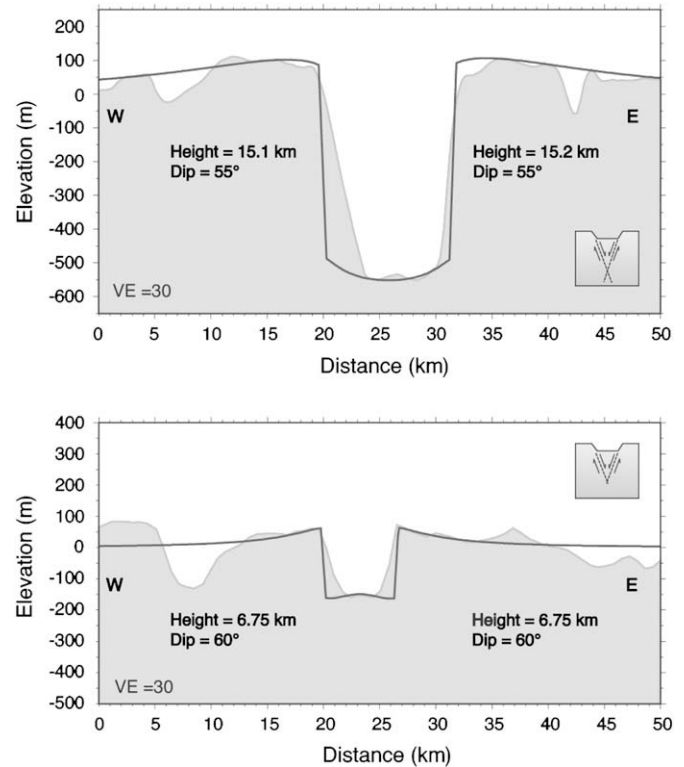 200
100
0
-100
-200
-300
-400
-500
-600
Elevation (m)
W
E
Height = 15.1 km
Dip = 55°
Height = 15.2 km
Dip = 55°
VE =30
0 5 10 15 20 25 30 35 40 45 50
Distance (km)
400
300
200
100
0
-100
-200
-300
-400
-500
Elevation (m)
W
E
Height = 6.75 km
Dip = 60°
Height = 6.75 km
Dip = 60°
VE =30
0 5 10 15 20 25 30 35 40 45 50
Distance (km)